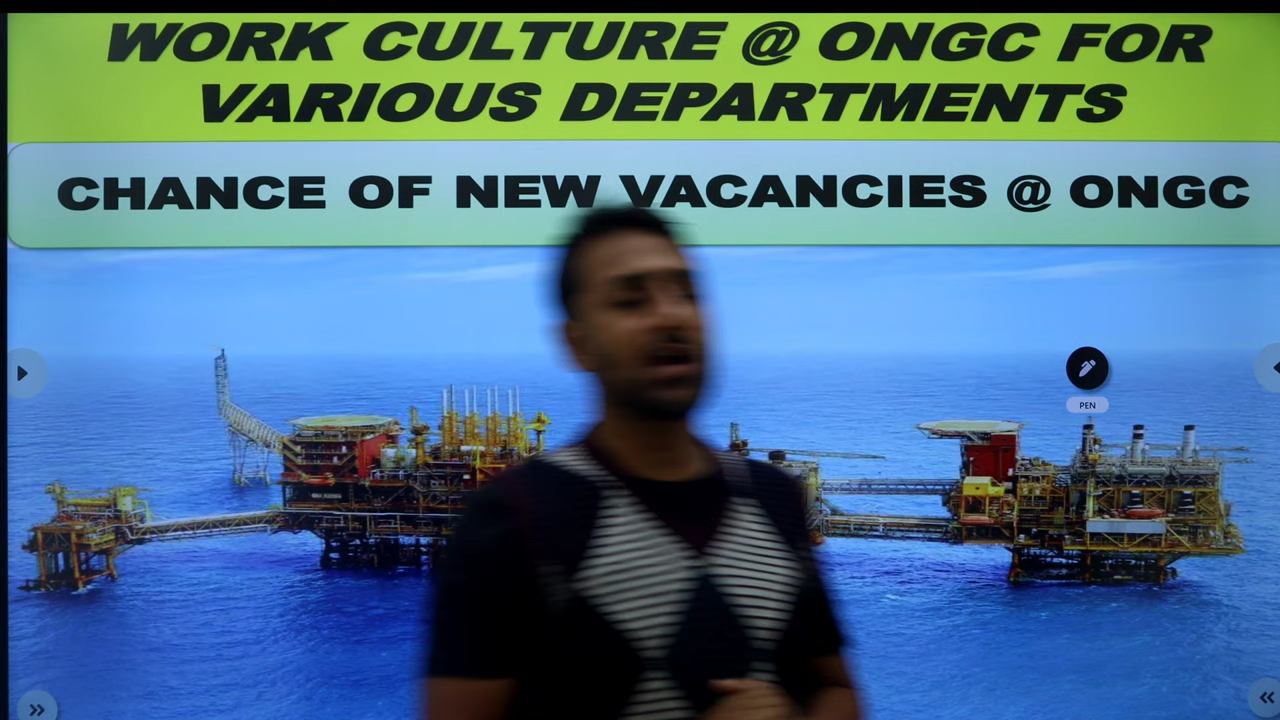 WORK CULTURE @ ONGC FOR
VARIOUS DEPARTMENTS
CHANCE OF NEW VACANCIES @ ONGC
PEN